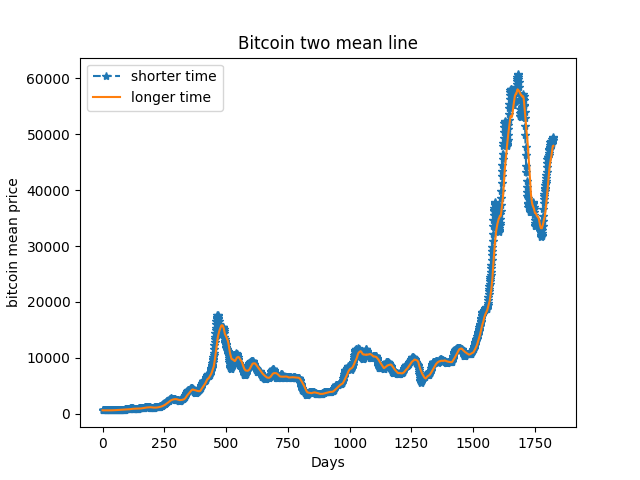 Bitcoin two mean line
shorter time
longer time
bitcoin mean price
60000
50000
40000
30000
20000
10000
0
0 250 500 750 1000 1250 1500 1750
Days